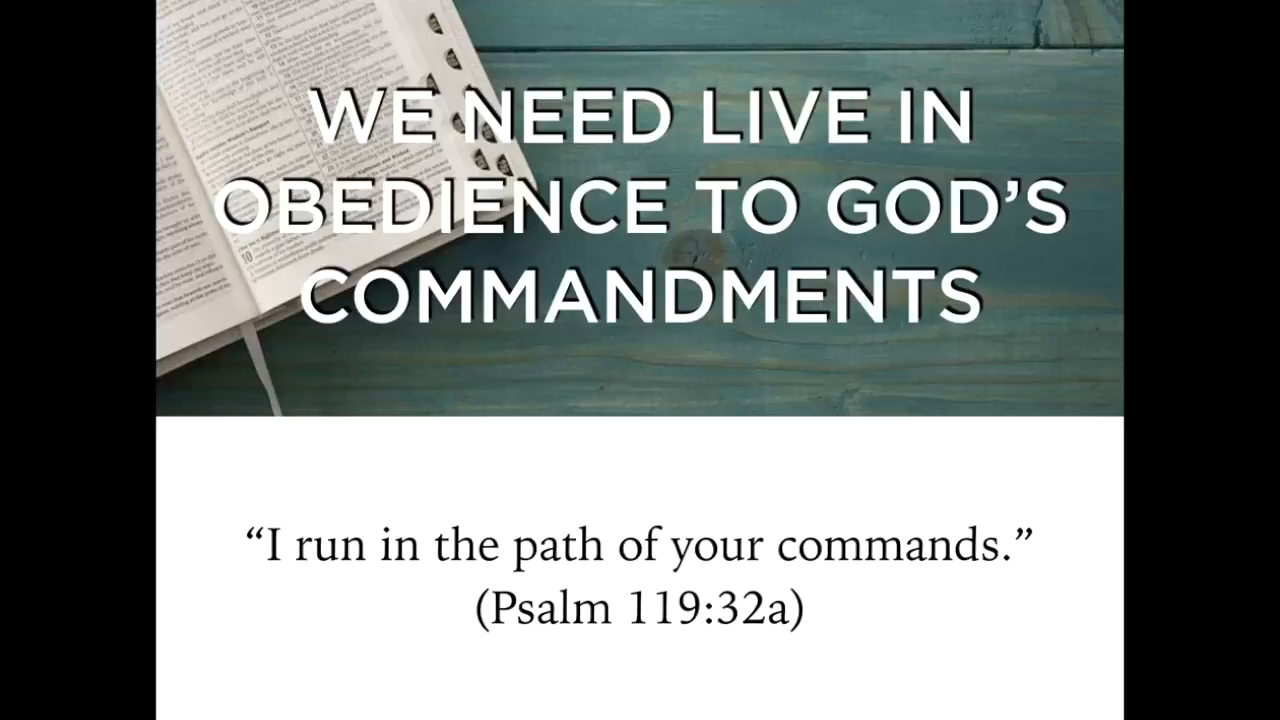 WE NEED LIVE IN
OBEDIENCE TO GOD’S
COMMANDMENTS
“I run in the path of your commands.”
(Psalm 119:32a)